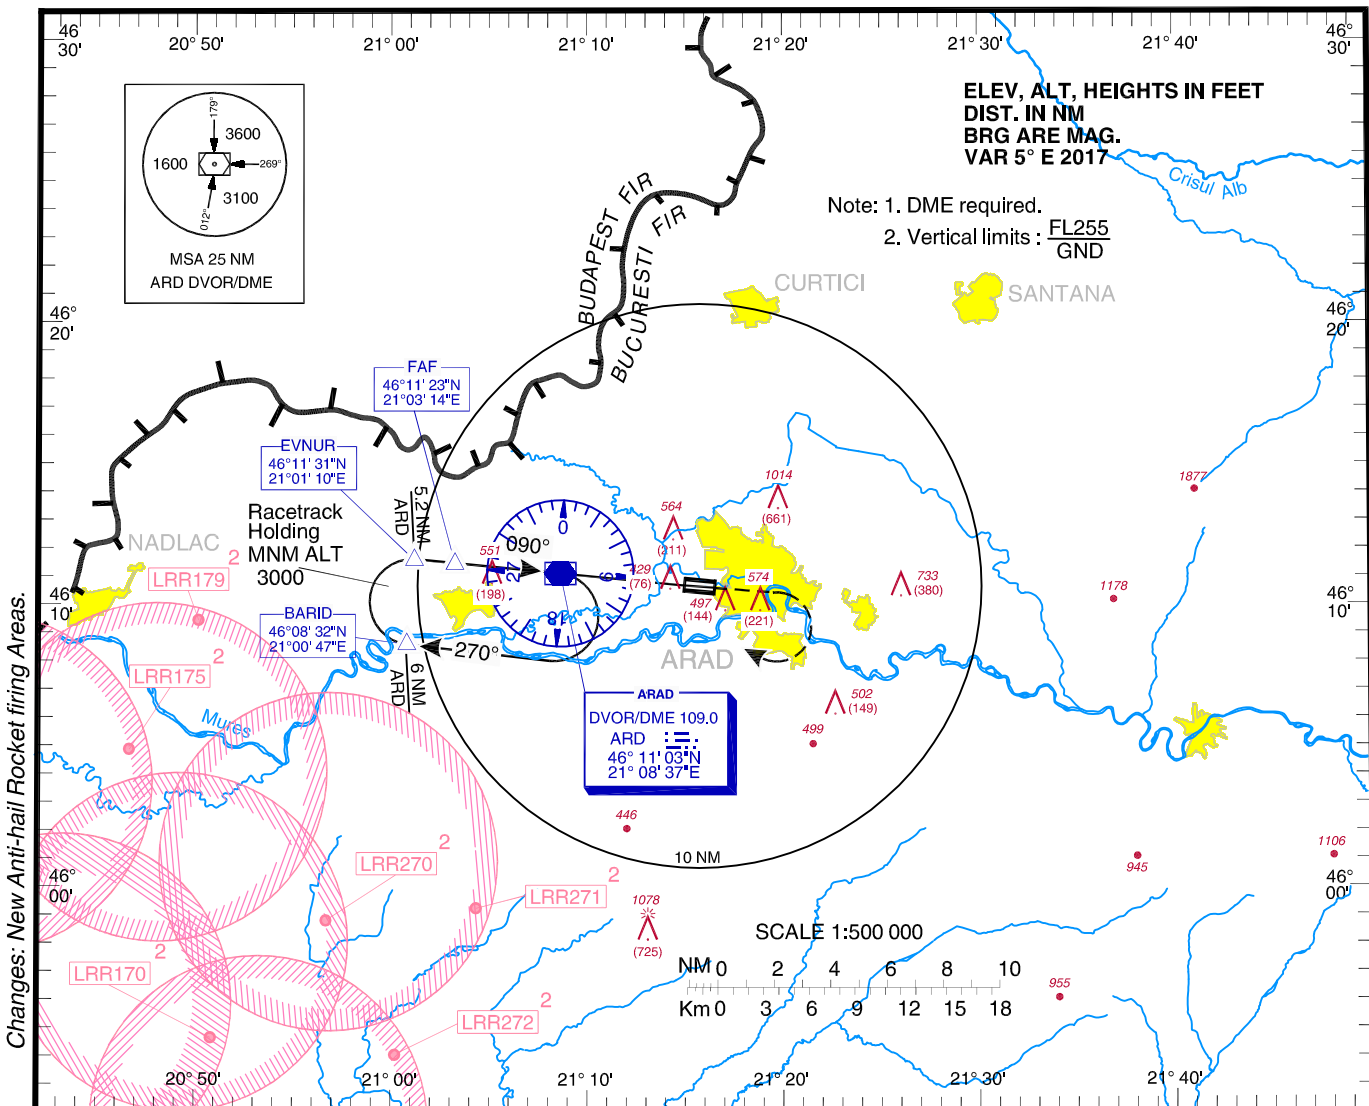 46° 30'
20° 50'
21° 00'
21° 10'
21° 20'
21° 30'
21° 40'
46° 30'
179°
3600
1600
269°
3100
012°
MSA 25 NM
ARD DVOR/DME
ELEV, ALT, HEIGHTS IN FEET
DIST. IN NM
BRG ARE MAG.
VAR 5° E 2017
Crisul Alb
Note: 1. DME required.
2. Vertical limits : FL255
GND
BUDAPEST FIR
BUCURESTI FIR
CURTICI
SANTANA
46° 20'
46° 20'
FAF
46°11' 23"N
21°03' 14"E
EVNUR
46°11' 31"N
21°01' 10"E
5.2 NM
ARD
Racetrack
Holding
MNM ALT
3000
NADLAC
LRR179
2
551
(198)
090°
0
9
18
27
564
(211)
429
(76)
1014
(661)
574
(221)
497
(144)
733
(380)
1877
1178
46° 10'
46° 10'
BARID
46°08' 32"N
21°00' 47"E
270°
6 NM
ARD
ARAD
LRR175
2
Mures
ARAD
DVOR/DME 109.0
ARD
46° 11' 03"N
21° 08' 37"E
502
(149)
499
446
10 NM
945
1106
46° 00'
46° 00'
LRR270
2
LRR271
2
1078
(725)
SCALE 1:500 000
NM 0 2 4 6 8 10
Km 0 3 6 9 12 15 18
955
LRR170
2
LRR272
2
20° 50'
21° 00'
21° 10'
21° 20'
21° 30'
21° 40'
Changes: New Anti-hail Rocket firing Areas.